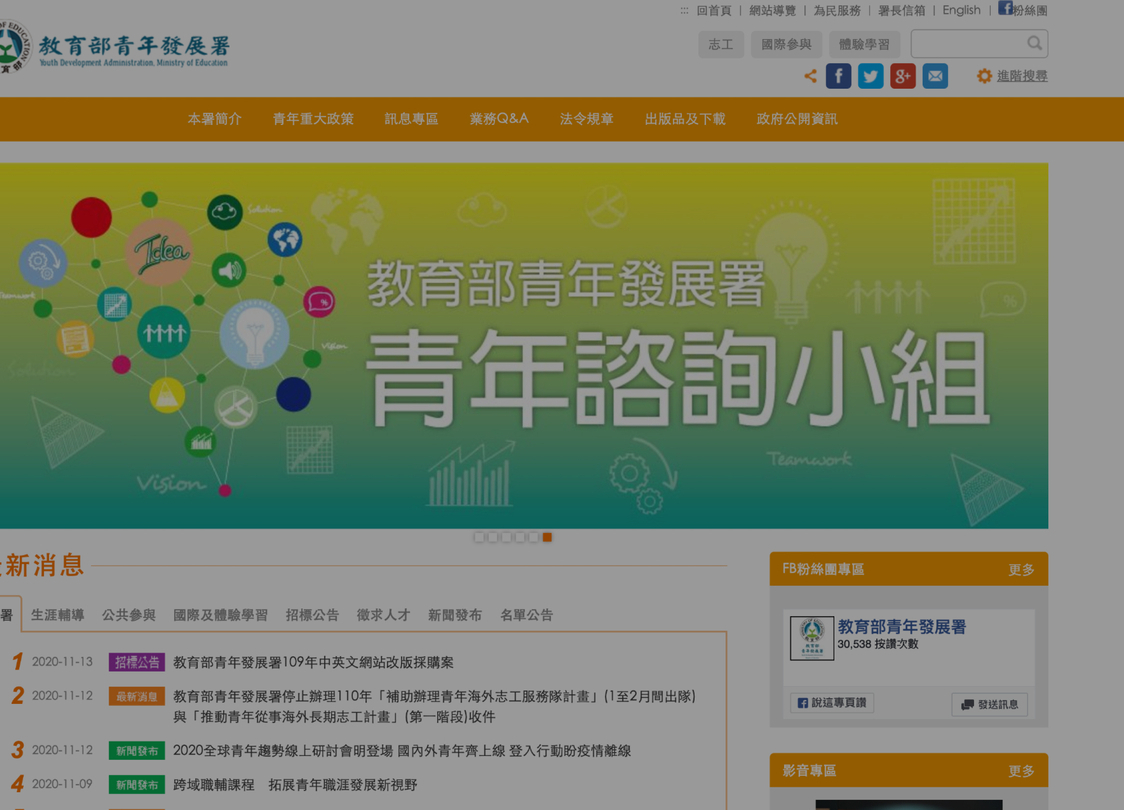 ::: 回首頁 | 網站導覽 | 為民服務 | 署長信箱 | English | 粉絲團
教育部青年發展署
Youth Development Administration, Ministry of Education
志工 國際參與 體驗學習
進階搜尋
本署簡介 青年重大政策 訊息專區 業務Q&A 法令規章 出版品及下載 政府公開資訊
Solution
Idea
Teamwork
Vision
Solution
教育部青年發展署
青年諮詢小組
Vision
Teamwork
新消息
署 生涯輔導 公共參與 國際及體驗學習 招標公告 徵求人才 新聞發布 名單公告
1 2020-11-13 招標公告 教育部青年發展署109年中英文網站改版採購案
2 2020-11-12 最新消息 教育部青年發展署停止辦理110年「補助辦理青年海外志工服務隊計畫」(1至2月間出隊)
與「推動青年從事海外長期志工計畫」(第一階段)收件
3 2020-11-12 新聞發布 2020全球青年趨勢線上研討會明登場 國內外青年齊上線 登入行動盼疫情離線
4 2020-11-09 新聞發布 跨域職輔課程 拓展青年職涯發展新視野
FB粉絲團專區 更多
教育部青年發展署
30,538 按讚次數
說這專頁讚 發送訊息
影音專區 更多